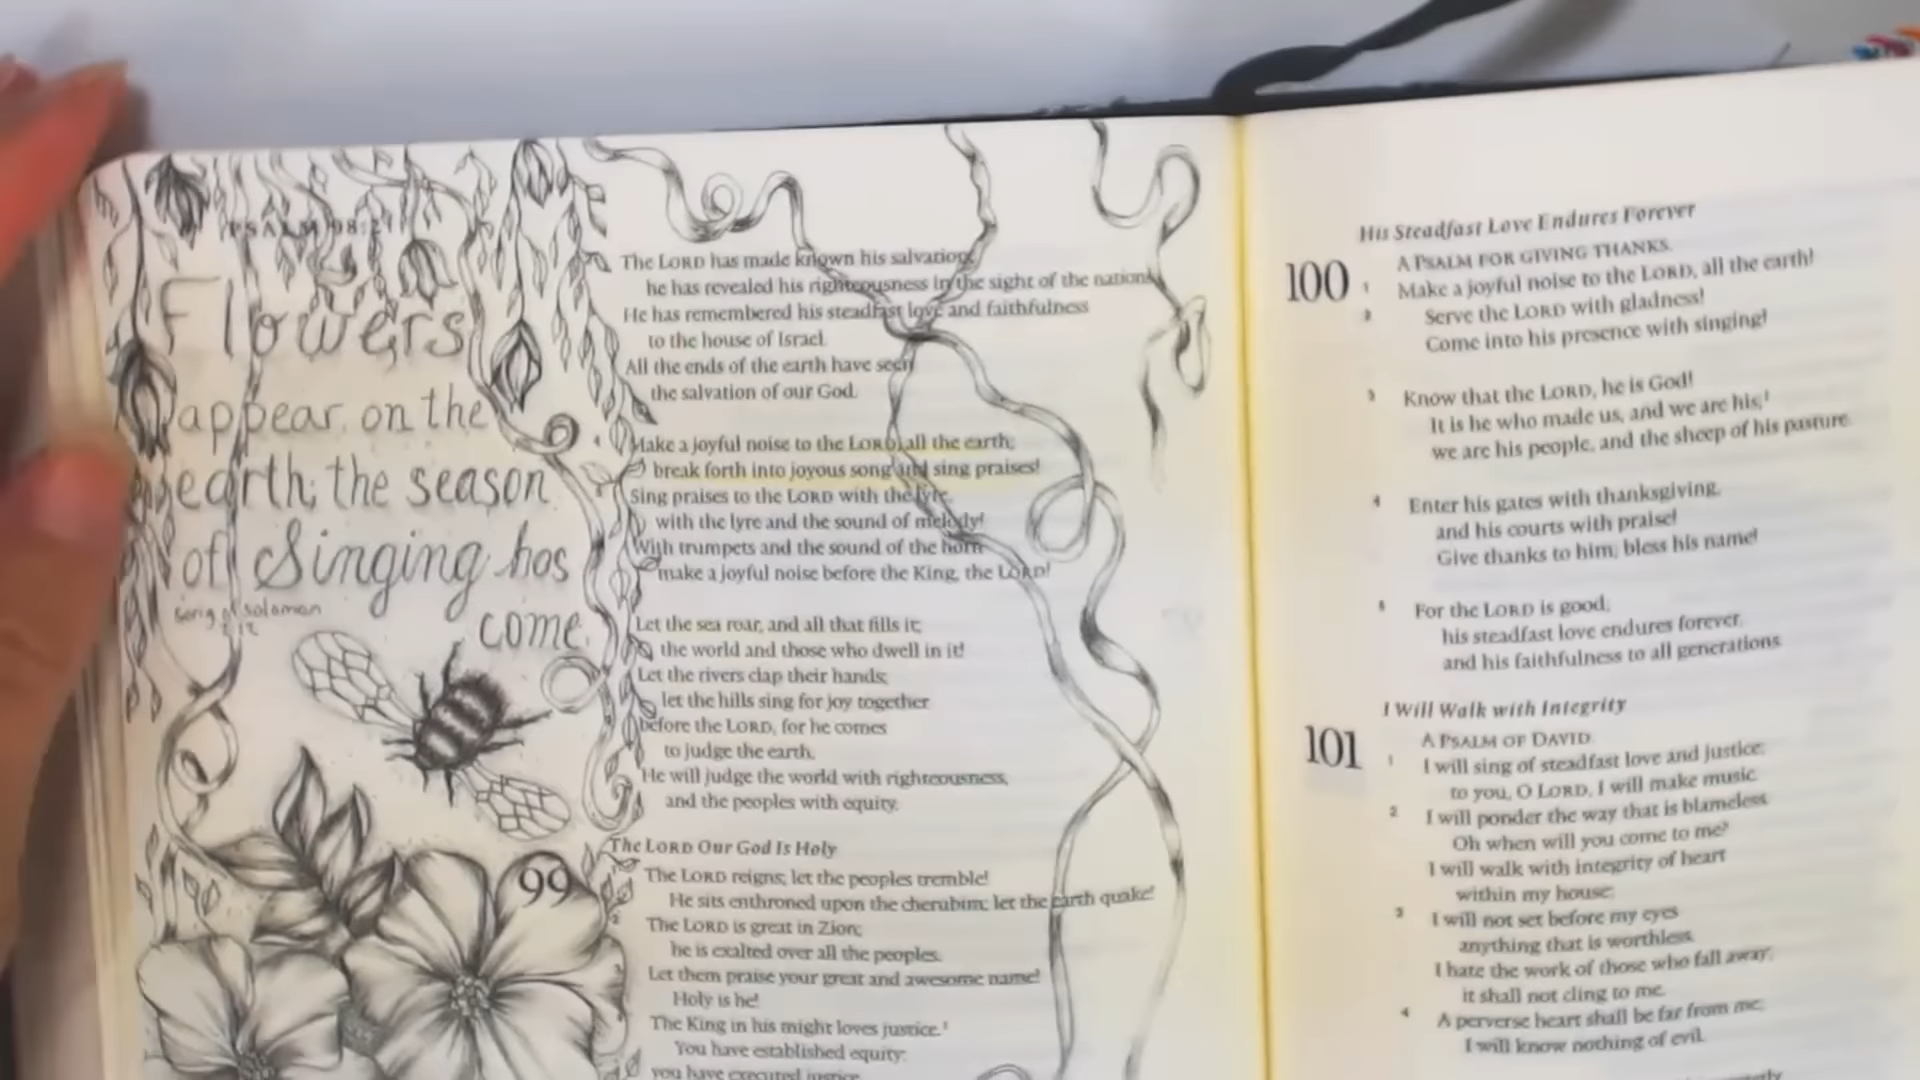 PSALM 98:2
Flowers
appear on the
earth; the season
of Singing has
come.
Song of Solomon
2:12
The LORD has made known his salvation;
he has revealed his righteousness in the sight of the nations.
He has remembered his steadfast love and faithfulness
to the house of Israel.
All the ends of the earth have seen
the salvation of our God.
4 Make a joyful noise to the LORD, all the earth;
break forth into joyous song and sing praises!
Sing praises to the LORD with the lyre,
with the lyre and the sound of melody!
With trumpets and the sound of the horn
make a joyful noise before the King, the LORD!
Let the sea roar, and all that fills it;
the world and those who dwell in it!
Let the rivers clap their hands;
let the hills sing for joy together
before the LORD, for he comes
to judge the earth.
He will judge the world with righteousness,
and the peoples with equity.
The LORD Our God Is Holy
99 The LORD reigns; let the peoples tremble!
He sits enthroned upon the cherubim; let the earth quake!
2 The LORD is great in Zion;
he is exalted over all the peoples.
3 Let them praise your great and awesome name!
Holy is he!
The King in his might loves justice.1
You have established equity;
you have executed justice
His Steadfast Love Endures Forever
A PSALM FOR GIVING THANKS.
100 1 Make a joyful noise to the LORD, all the earth!
2 Serve the LORD with gladness!
Come into his presence with singing!
3 Know that the LORD, he is God!
It is he who made us, and we are his;1
we are his people, and the sheep of his pasture.
4 Enter his gates with thanksgiving,
and his courts with praise!
Give thanks to him; bless his name!
5 For the LORD is good;
his steadfast love endures forever,
and his faithfulness to all generations.
I Will Walk with Integrity
A PSALM OF DAVID.
101 1 I will sing of steadfast love and justice;
to you, O LORD, I will make music.
2 I will ponder the way that is blameless.
Oh when will you come to me?
I will walk with integrity of heart
within my house;
3 I will not set before my eyes
anything that is worthless.
I hate the work of those who fall away;
it shall not cling to me.
4 A perverse heart shall be far from me;
I will know nothing of evil.